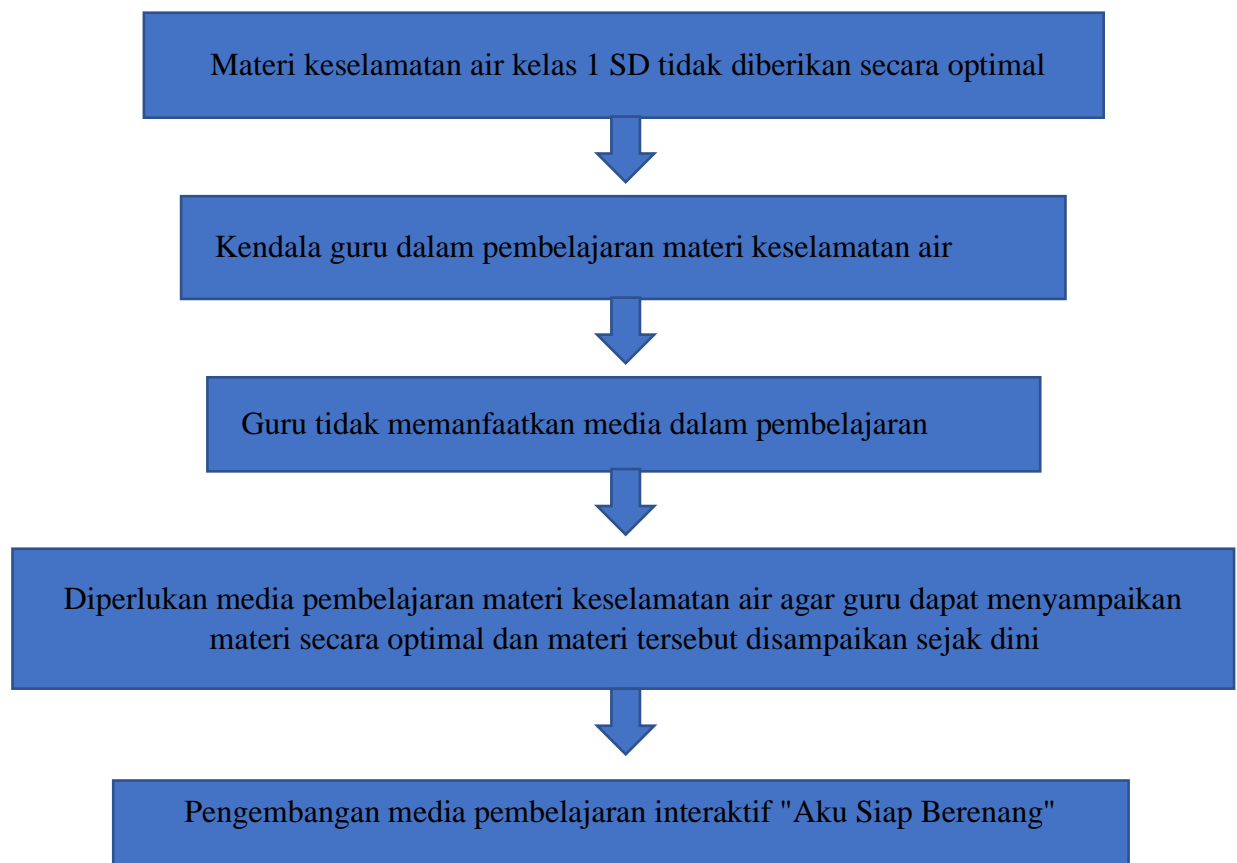 Materi keselamatan air kelas 1 SD tidak diberikan secara optimal
Kendala guru dalam pembelajaran materi keselamatan air
Guru tidak memanfaatkan media dalam pembelajaran
Diperlukan media pembelajaran materi keselamatan air agar guru dapat menyampaikan
materi secara optimal dan materi tersebut disampaikan sejak dini
Pengembangan media pembelajaran interaktif "Aku Siap Berenang"